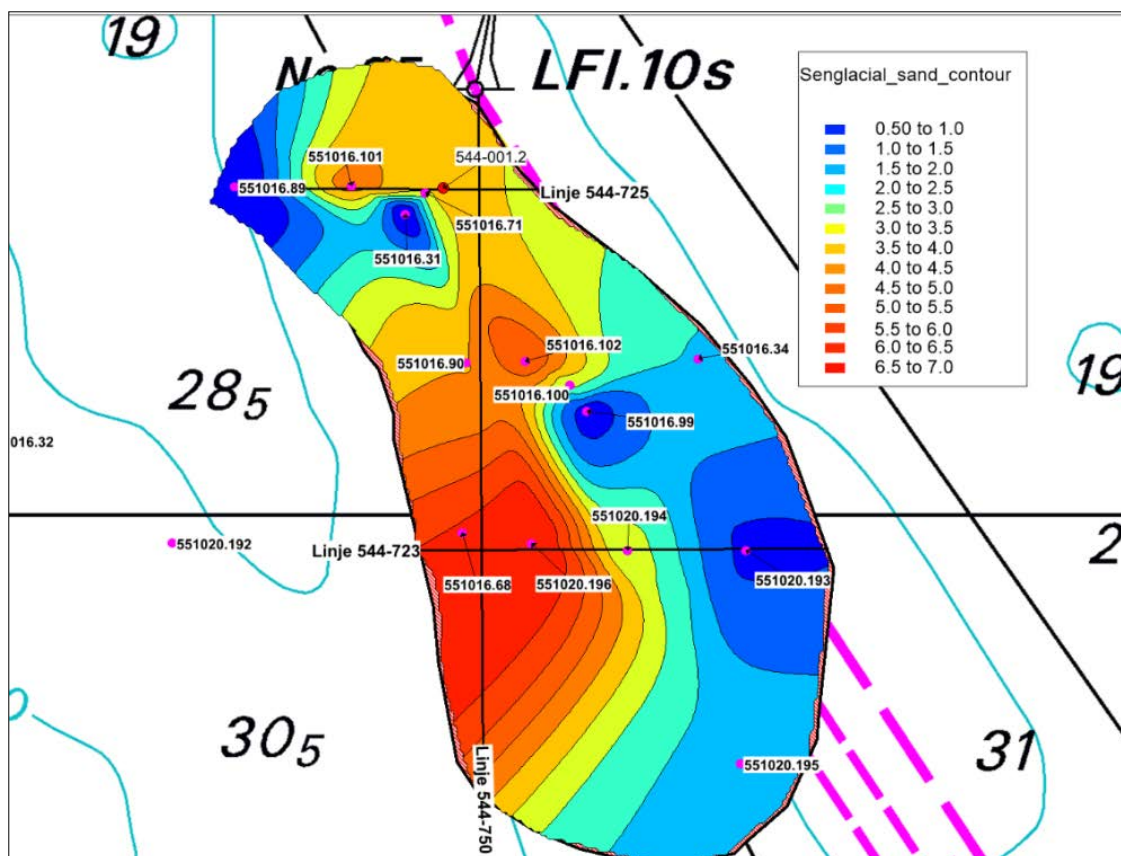 19
LFl.10s
Senglacial_sand_contour
0.50 to 1.0
1.0 to 1.5
1.5 to 2.0
2.0 to 2.5
2.5 to 3.0
3.0 to 3.5
3.5 to 4.0
4.0 to 4.5
4.5 to 5.0
5.0 to 5.5
5.5 to 6.0
6.0 to 6.5
6.5 to 7.0
551016.101
544-001.2
551016.89
Linje 544-725
551016.71
551016.31
551016.102
551016.34
551016.90
551016.100
19
28₅
551016.99
016.32
551020.194
551020.192
Linje 544-723
2
551016.68
551020.196
551020.193
30₅
31
Linje 544-750
551020.195